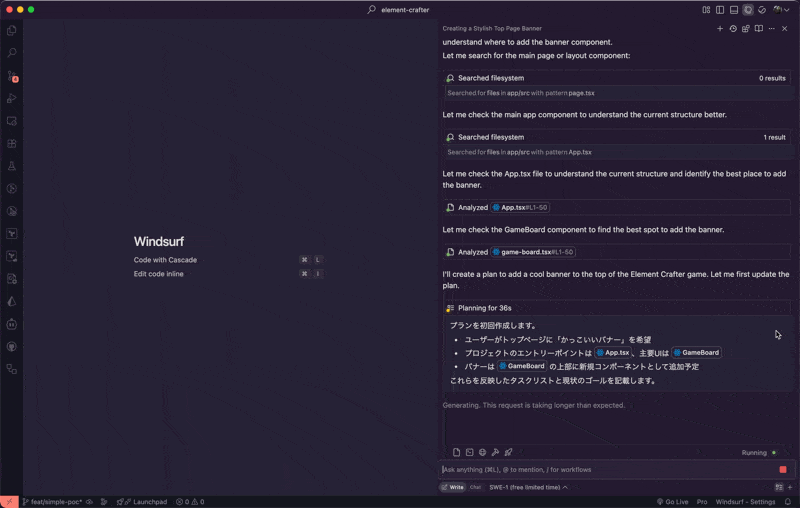 element-crafter
Creating a Stylish Top Page Banner
understand where to add the banner component.
Let me search for the main page or layout component:
Searched filesystem 0 results
Searched for files in app/src with pattern page.tsx
Let me check the main app component to understand the current structure better.
Searched filesystem 1 result
Searched for files in app/src with pattern App.tsx
Let me check the App.tsx file to understand the current structure and identify the best place to add
the banner.
Analyzed App.tsx#L1-50
Let me check the GameBoard component to find the best spot to add the banner.
Analyzed game-board.tsx#L1-50
I'll create a plan to add a cool banner to the top of the Element Crafter game. Let me first update the
plan.
Planning for 36s
プランを初回作成します。
• ユーザーがトップページに「かっこいいバナー」を希望
• プロジェクトのエントリーポイントは App.tsx、主要UIは GameBoard
• バナーは GameBoard の上部に新規コンポーネントとして追加予定
これらを反映したタスクリストと現状のゴールを記載します。
Generating. This request is taking longer than expected.
Running
Ask anything (⌘L), @ to mention, / for workflows
Write Chat SWE-1 (free limited time)
Windsurf
Code with Cascade ⌘ L
Edit code inline ⌘ I
4
feat/simple-poc* Launchpad 0 0 Go Live Pro Windsurf - Settings